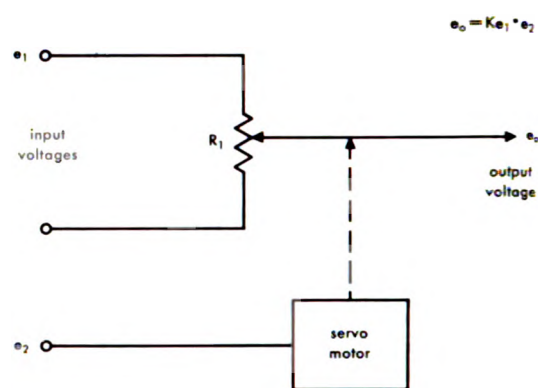 eₒ = Ke₁ • e₂
e₁
R₁
input
voltages
eₒ
output
voltage
e₂
servo
motor